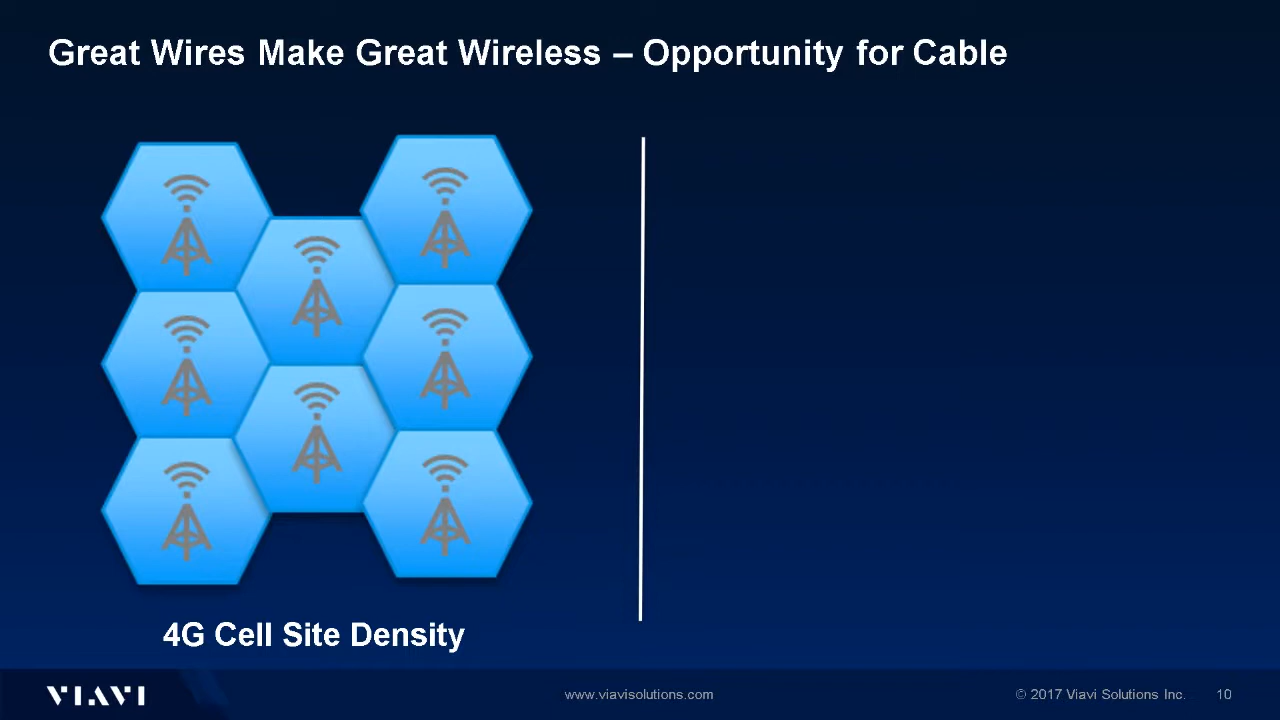 Great Wires Make Great Wireless – Opportunity for Cable
4G Cell Site Density
VIAVI
www.viavisolutions.com
© 2017 Viavi Solutions Inc.
10